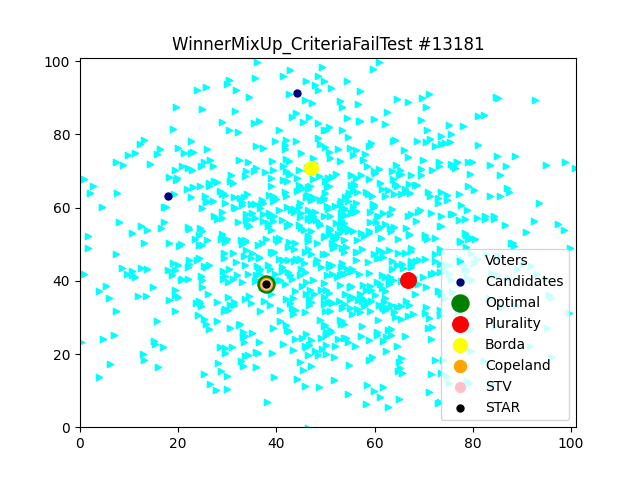 WinnerMixUp_CriteriaFailTest #13181
100
80
60
40
20
0
0
20
40
60
80
100
Voters
Candidates
Optimal
Plurality
Borda
Copeland
STV
STAR